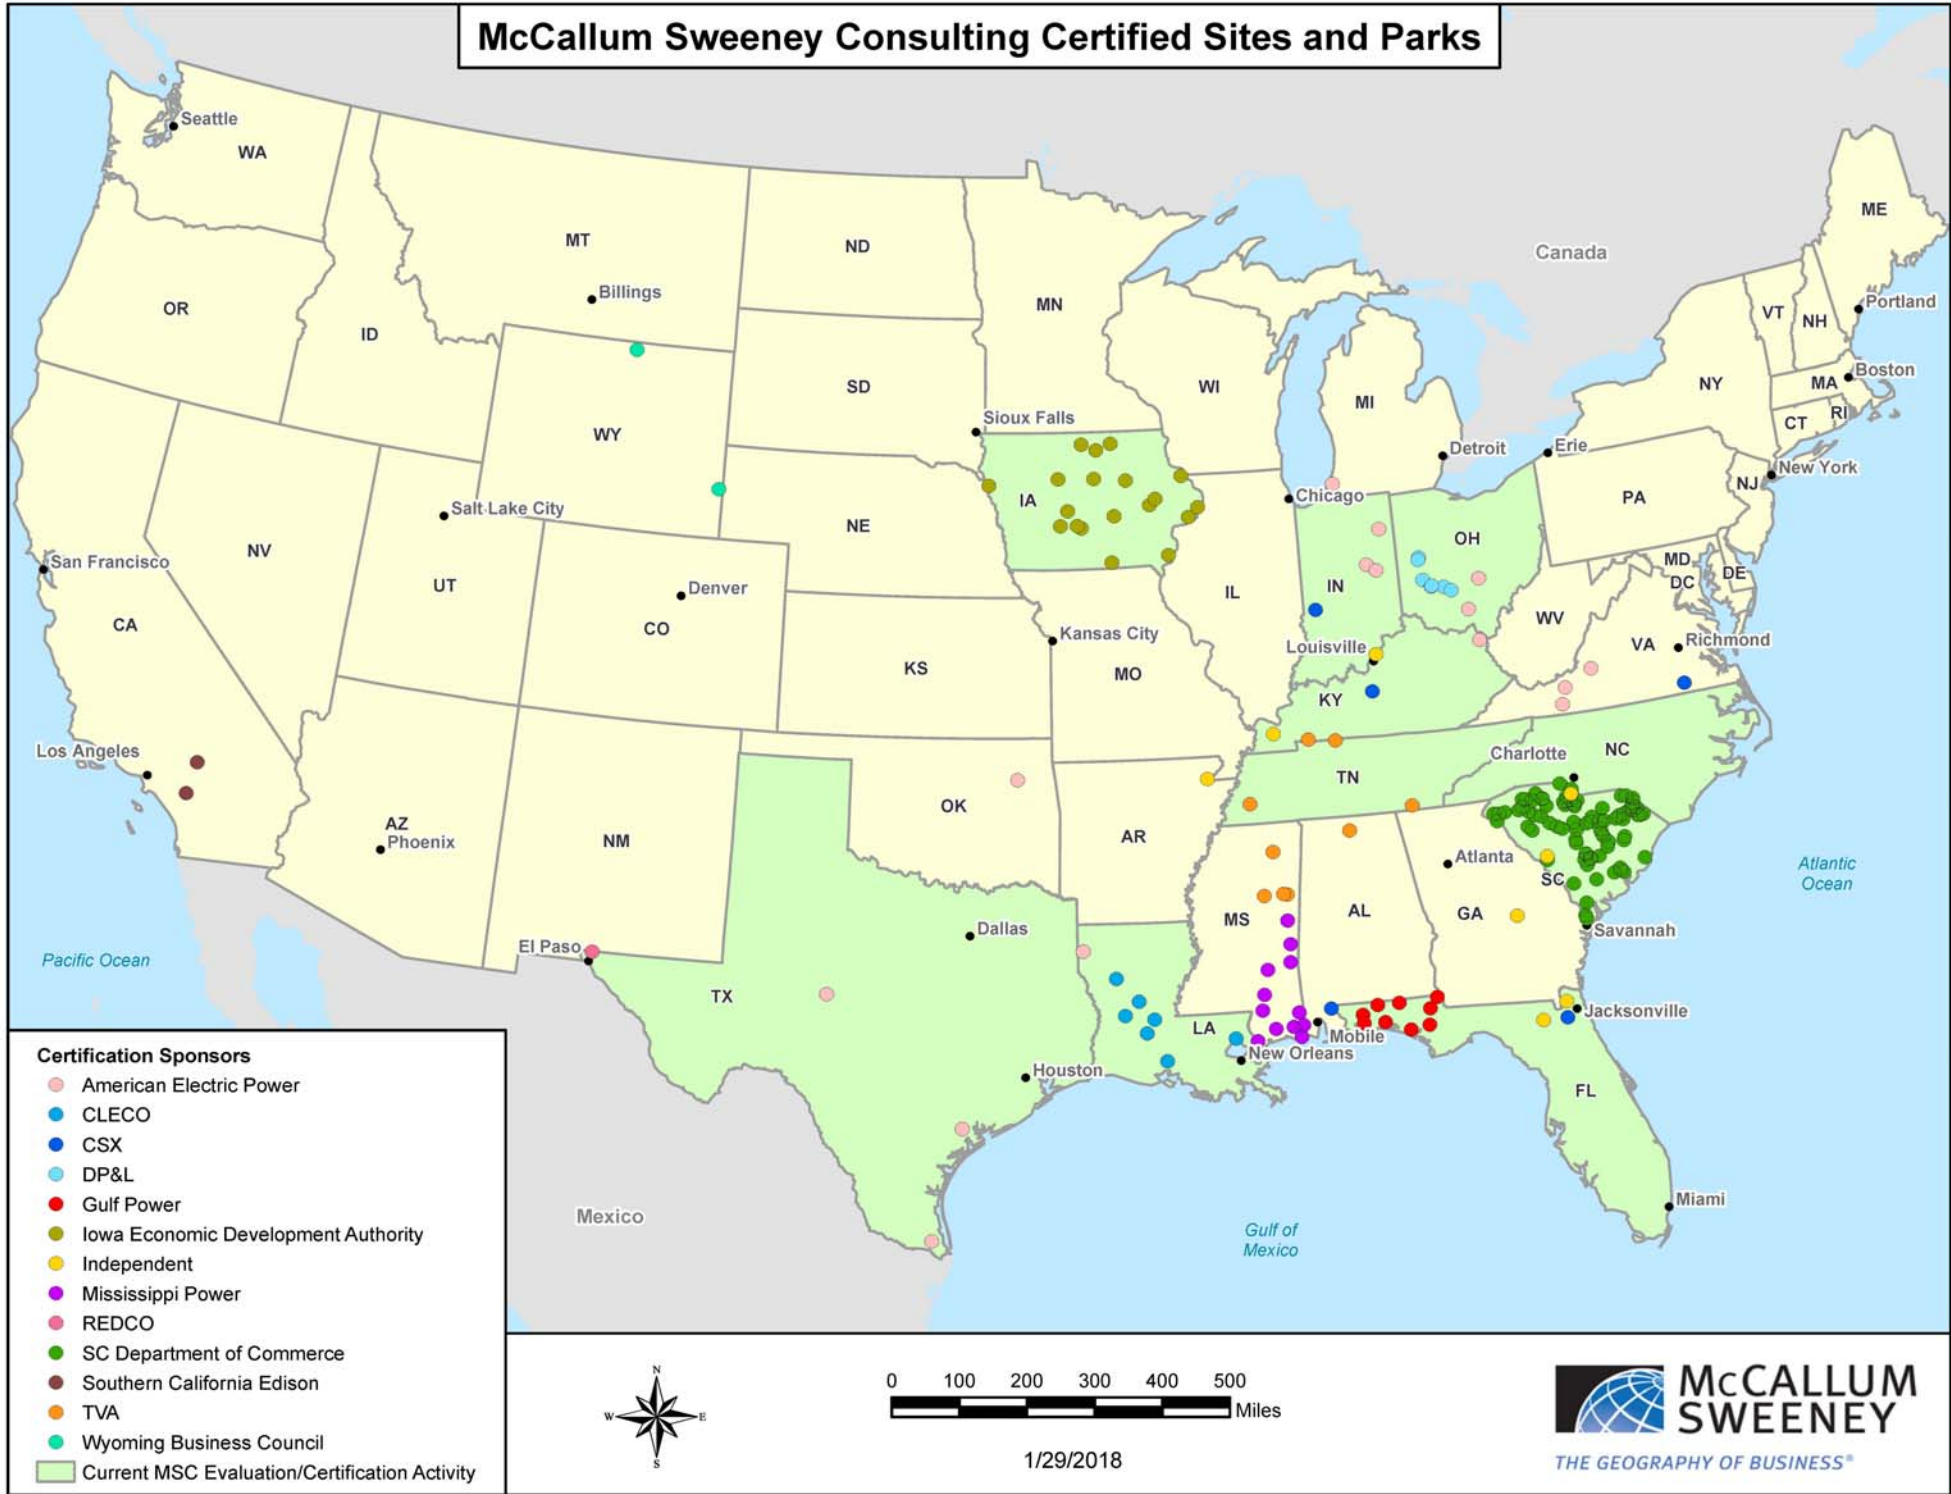 McCallum Sweeney Consulting Certified Sites and Parks
Seattle
WA
ME
MT
ND
Canada
Billings
OR
ID
MN
VT
NH
Portland
SD
WI
MI
NY
MA
Boston
CT
RI
WY
Sioux Falls
Detroit
Erie
New York
NJ
PA
IA
Chicago
Salt Lake City
NE
OH
NV
San Francisco
MD
DC
DE
UT
Denver
IN
IL
CA
CO
WV
Kansas City
Louisville
VA
Richmond
KS
MO
KY
Los Angeles
Charlotte
NC
TN
OK
AZ
Phoenix
NM
AR
Atlanta
SC
Atlantic
Ocean
MS
AL
GA
Dallas
Savannah
El Paso
Pacific Ocean
TX
LA
Jacksonville
Mobile
New Orleans
Houston
FL
Miami
Mexico
Gulf of
Mexico
Certification Sponsors
American Electric Power
CLECO
CSX
DP&L
Gulf Power
Iowa Economic Development Authority
Independent
Mississippi Power
REDCO
SC Department of Commerce
Southern California Edison
TVA
Wyoming Business Council
Current MSC Evaluation/Certification Activity
N
W E
S
0 100 200 300 400 500
Miles
1/29/2018
McCALLUM
SWEENEY
THE GEOGRAPHY OF BUSINESS®